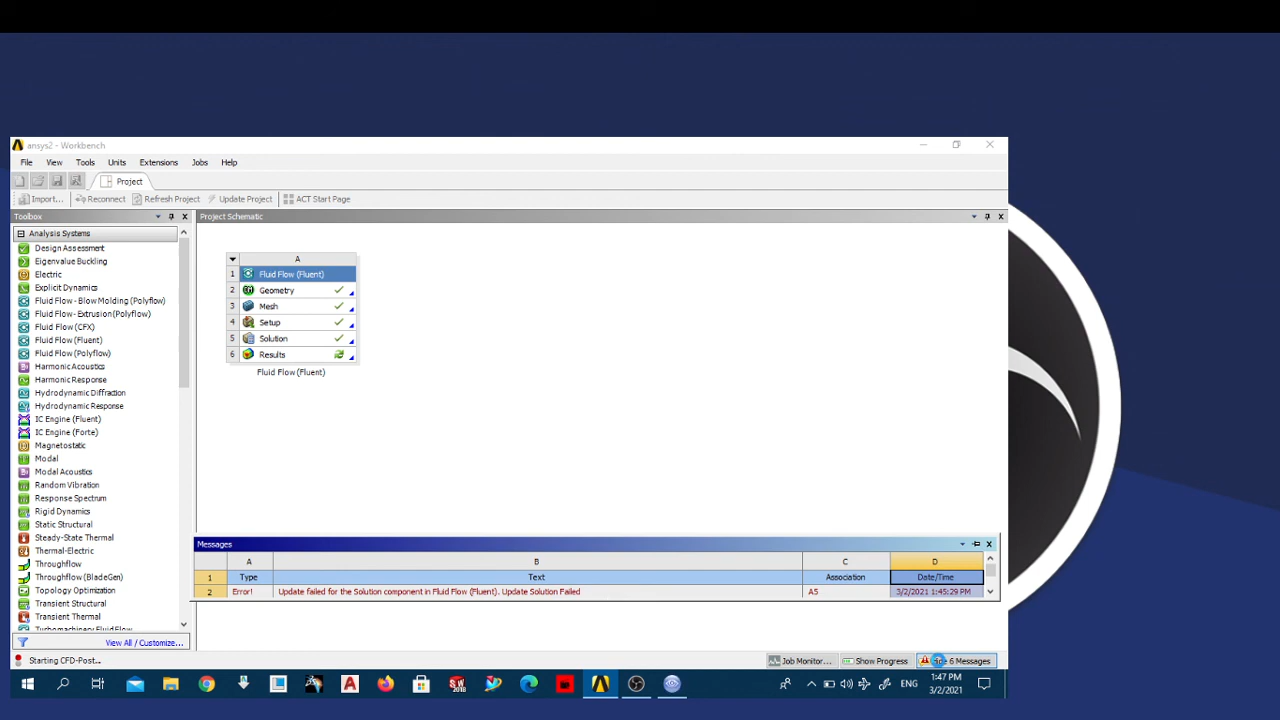 ansys2 - Workbench
File View Tools Units Extensions Jobs Help
Project
Import... Reconnect Refresh Project Update Project ACT Start Page
Toolbox
Project Schematic
Analysis Systems
Design Assessment
Eigenvalue Buckling
Electric
Explicit Dynamics
Fluid Flow - Blow Molding (Polyflow)
Fluid Flow - Extrusion (Polyflow)
Fluid Flow (CFX)
Fluid Flow (Fluent)
Fluid Flow (Polyflow)
Harmonic Acoustics
Harmonic Response
Hydrodynamic Diffraction
Hydrodynamic Response
IC Engine (Fluent)
IC Engine (Forte)
Magnetostatic
Modal
Modal Acoustics
Random Vibration
Response Spectrum
Rigid Dynamics
Static Structural
Steady-State Thermal
Thermal-Electric
Throughflow
Throughflow (BladeGen)
Topology Optimization
Transient Structural
Transient Thermal
Turbomachinery Fluid Flow
View All / Customize...
A
1 Fluid Flow (Fluent)
2 Geometry
3 Mesh
4 Setup
5 Solution
6 Results
Fluid Flow (Fluent)
Messages
A B C D
1 Type Text Association Date/Time
2 Error! Update failed for the Solution component in Fluid Flow (Fluent). Update Solution Failed A5 3/2/2021 1:45:29 PM
Starting CFD-Post...
Job Monitor... Show Progress 6 Messages
SW 2018
ENG
1:47 PM
3/2/2021